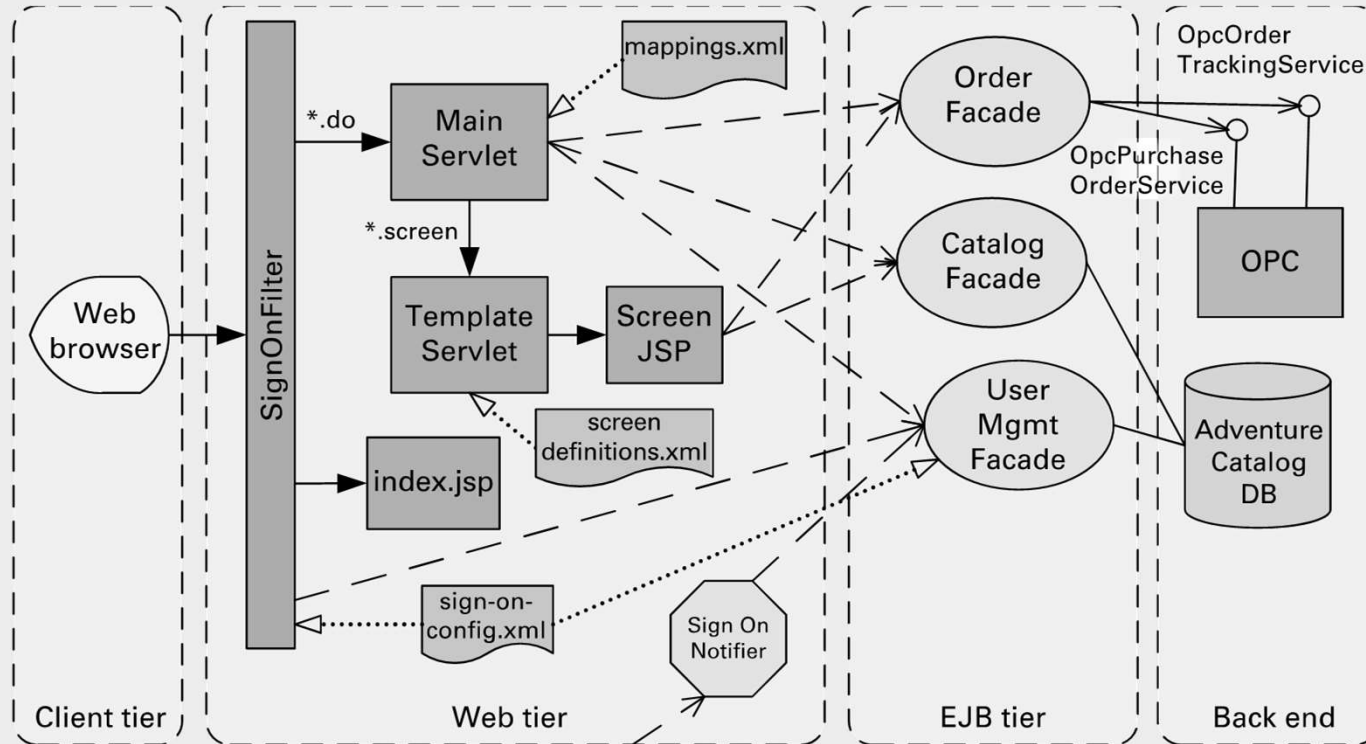 OpcOrder
TrackingService
mappings.xml
Order
Facade
*.do
Main
Servlet
OpcPurchase
OrderService
*.screen
Catalog
Facade
OPC
SignOnFilter
Web
browser
Template
Servlet
Screen
JSP
User
Mgmt
Facade
screen
definitions.xml
Adventure
Catalog
DB
index.jsp
sign-on-
config.xml
Sign On
Notifier
Client tier
Web tier
EJB tier
Back end